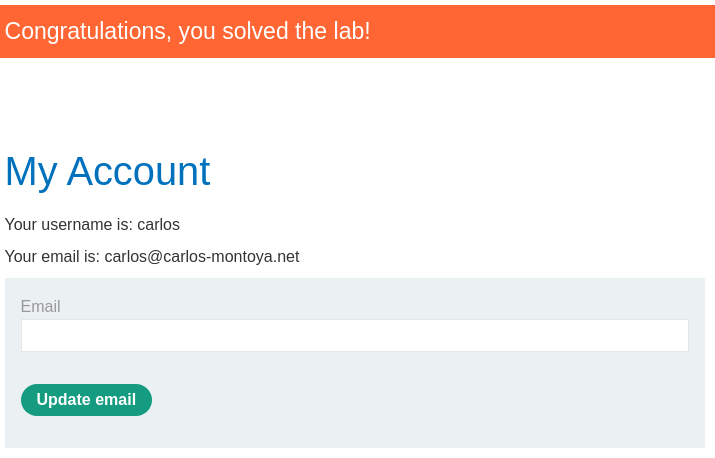 Congratulations, you solved the lab!
My Account
Your username is: carlos
Your email is: carlos@carlos-montoya.net
Email
Update email